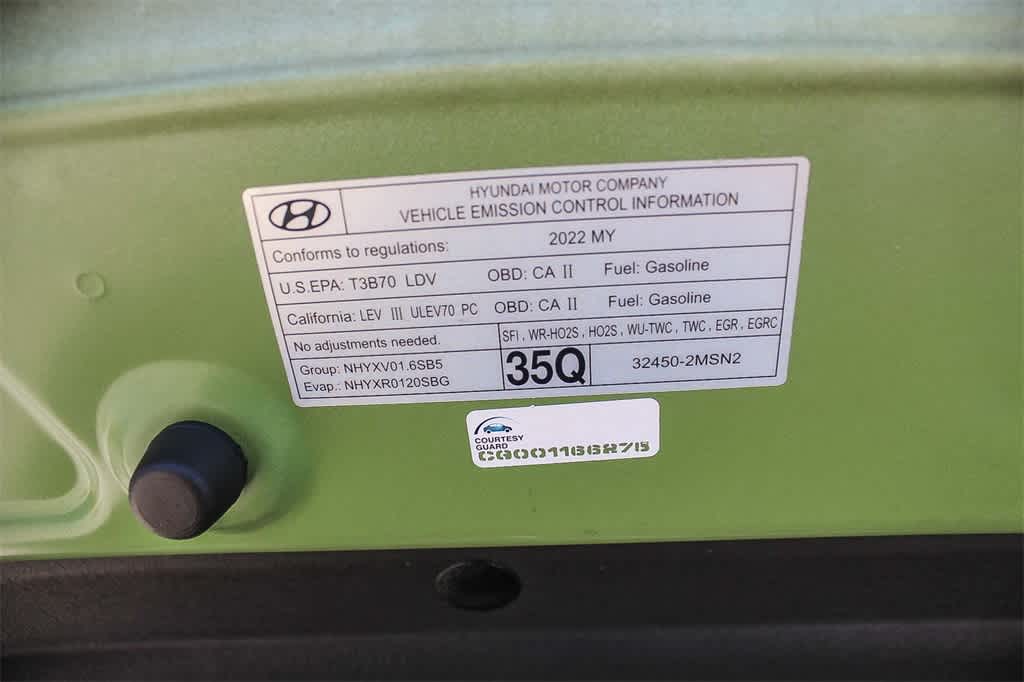 HYUNDAI MOTOR COMPANY
VEHICLE EMISSION CONTROL INFORMATION
Conforms to regulations: 2022 MY
U.S.EPA: T3B70 LDV OBD: CA II Fuel: Gasoline
California: LEV III ULEV70 PC OBD: CA II Fuel: Gasoline
No adjustments needed. SFI, WR-HO2S, HO2S, WU-TWC, TWC, EGR, EGRC
Group: NHYXV01.6SB5
Evap.: NHYXR0120SBG
35Q
32450-2MSN2
COURTESY
GUARD